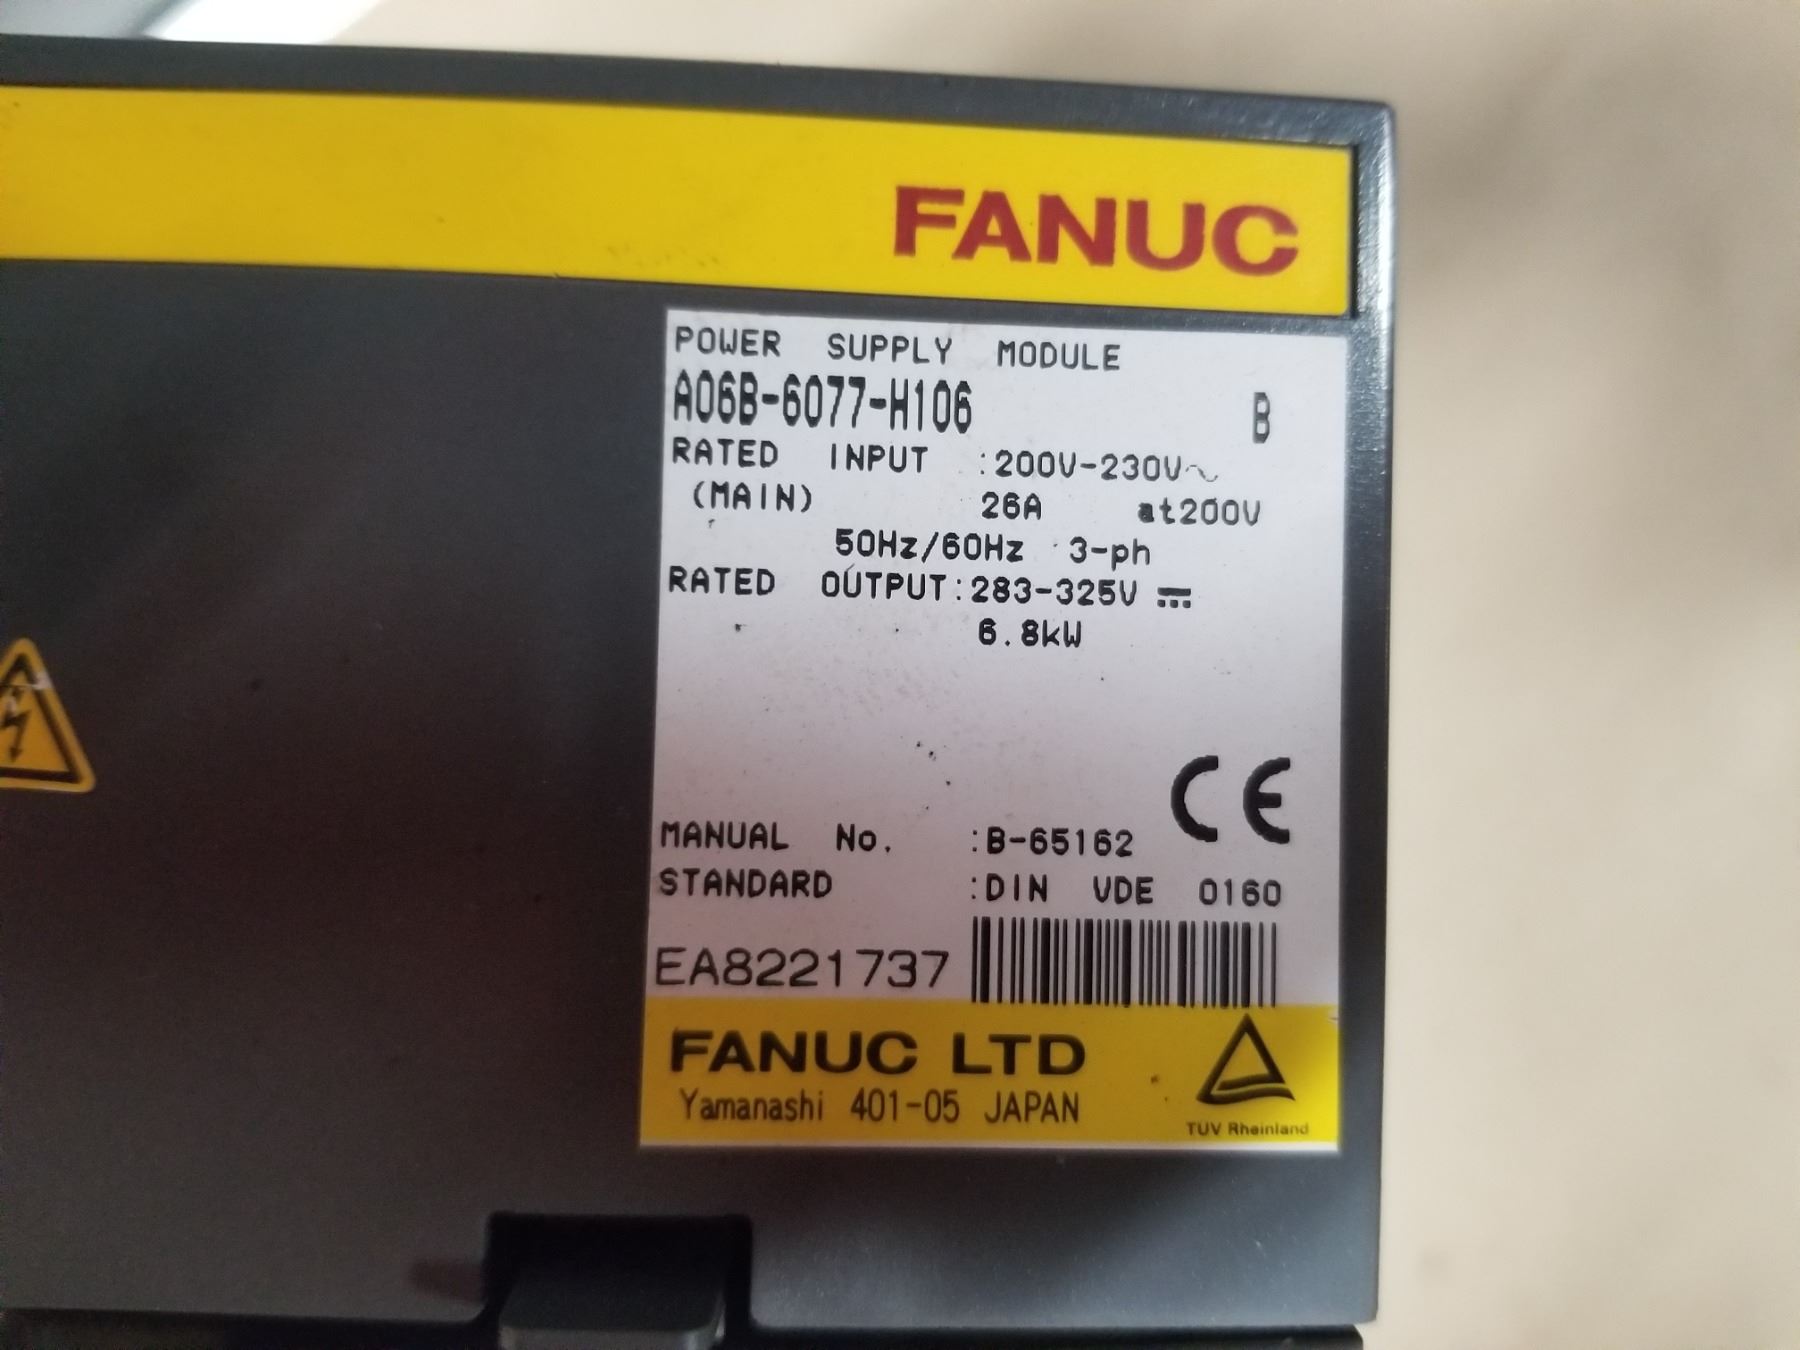 FANUC
POWER SUPPLY MODULE
A06B-6077-H106 B
RATED INPUT :200V-230V~
(MAIN) 26A at200V
50Hz/60Hz 3-ph
RATED OUTPUT:283-325V ⎓
6.8kW
CE
MANUAL No. :B-65162
STANDARD :DIN VDE 0160
EA8221737
FANUC LTD
Yamanashi 401-05 JAPAN
TUV Rheinland